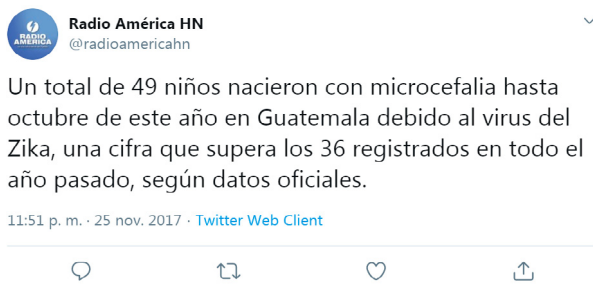 RADIO
AMÉRICA
Radio América HN
@radioamericahn
Un total de 49 niños nacieron con microcefalia hasta
octubre de este año en Guatemala debido al virus del
Zika, una cifra que supera los 36 registrados en todo el
año pasado, según datos oficiales.
11:51 p. m. · 25 nov. 2017 · Twitter Web Client